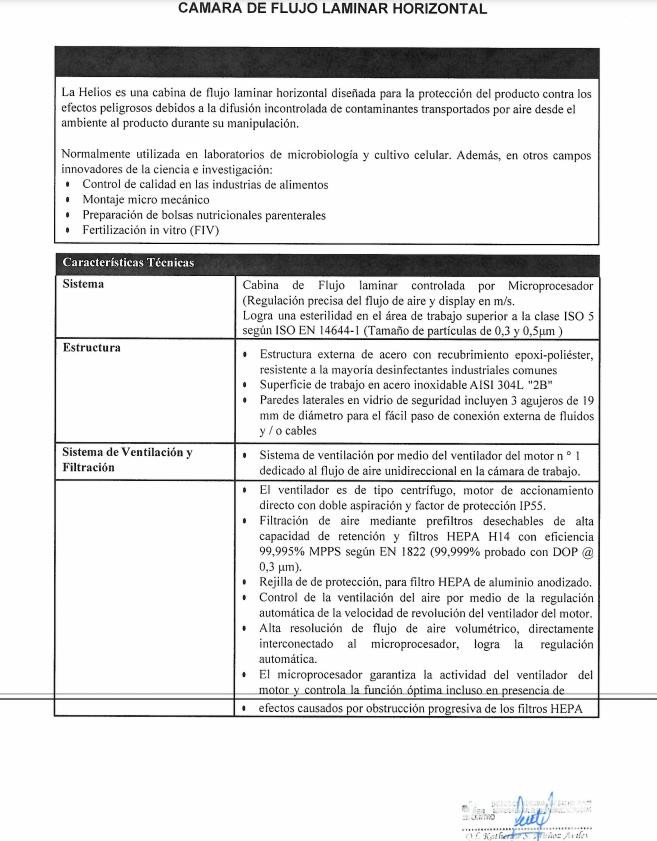 CAMARA DE FLUJO LAMINAR HORIZONTAL
La Helios es una cabina de flujo laminar horizontal diseñada para la protección del producto contra los
efectos peligrosos debidos a la difusión incontrolada de contaminantes transportados por aire desde el
ambiente al producto durante su manipulación.
Normalmente utilizada en laboratorios de microbiología y cultivo celular. Además, en otros campos
innovadores de la ciencia e investigación:
• Control de calidad en las industrias de alimentos
• Montaje micro mecánico
• Preparación de bolsas nutricionales parenterales
• Fertilización in vitro (FIV)
Características Técnicas
Sistema
Cabina de Flujo laminar controlada por Microprocesador
(Regulación precisa del flujo de aire y display en m/s.
Logra una esterilidad en el área de trabajo superior a la clase ISO 5
según ISO EN 14644-1 (Tamaño de partículas de 0,3 y 0,5µm )
Estructura
• Estructura externa de acero con recubrimiento epoxi-poliéster,
resistente a la mayoría desinfectantes industriales comunes
• Superficie de trabajo en acero inoxidable AISI 304L "2B"
• Paredes laterales en vidrio de seguridad incluyen 3 agujeros de 19
mm de diámetro para el fácil paso de conexión externa de fluidos
y / o cables
Sistema de Ventilación y
Filtración
• Sistema de ventilación por medio del ventilador del motor n ° 1
dedicado al flujo de aire unidireccional en la cámara de trabajo.
• El ventilador es de tipo centrífugo, motor de accionamiento
directo con doble aspiración y factor de protección IP55.
• Filtración de aire mediante prefiltros desechables de alta
capacidad de retención y filtros HEPA H14 con eficiencia
99,995% MPPS según EN 1822 (99,999% probado con DOP @
0,3 µm).
• Rejilla de de protección, para filtro HEPA de aluminio anodizado.
• Control de la ventilación del aire por medio de la regulación
automática de la velocidad de revolución del ventilador del motor.
• Alta resolución de flujo de aire volumétrico, directamente
interconectado al microprocesador, logra la regulación
automática.
• El microprocesador garantiza la actividad del ventilador del
motor y controla la función óptima incluso en presencia de
• efectos causados por obstrucción progresiva de los filtros HEPA